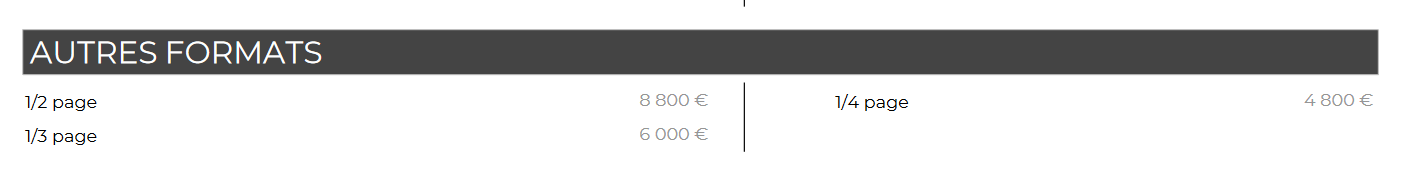 AUTRES FORMATS
1/2 page 8 800 €
1/3 page 6 000 €
1/4 page 4 800 €